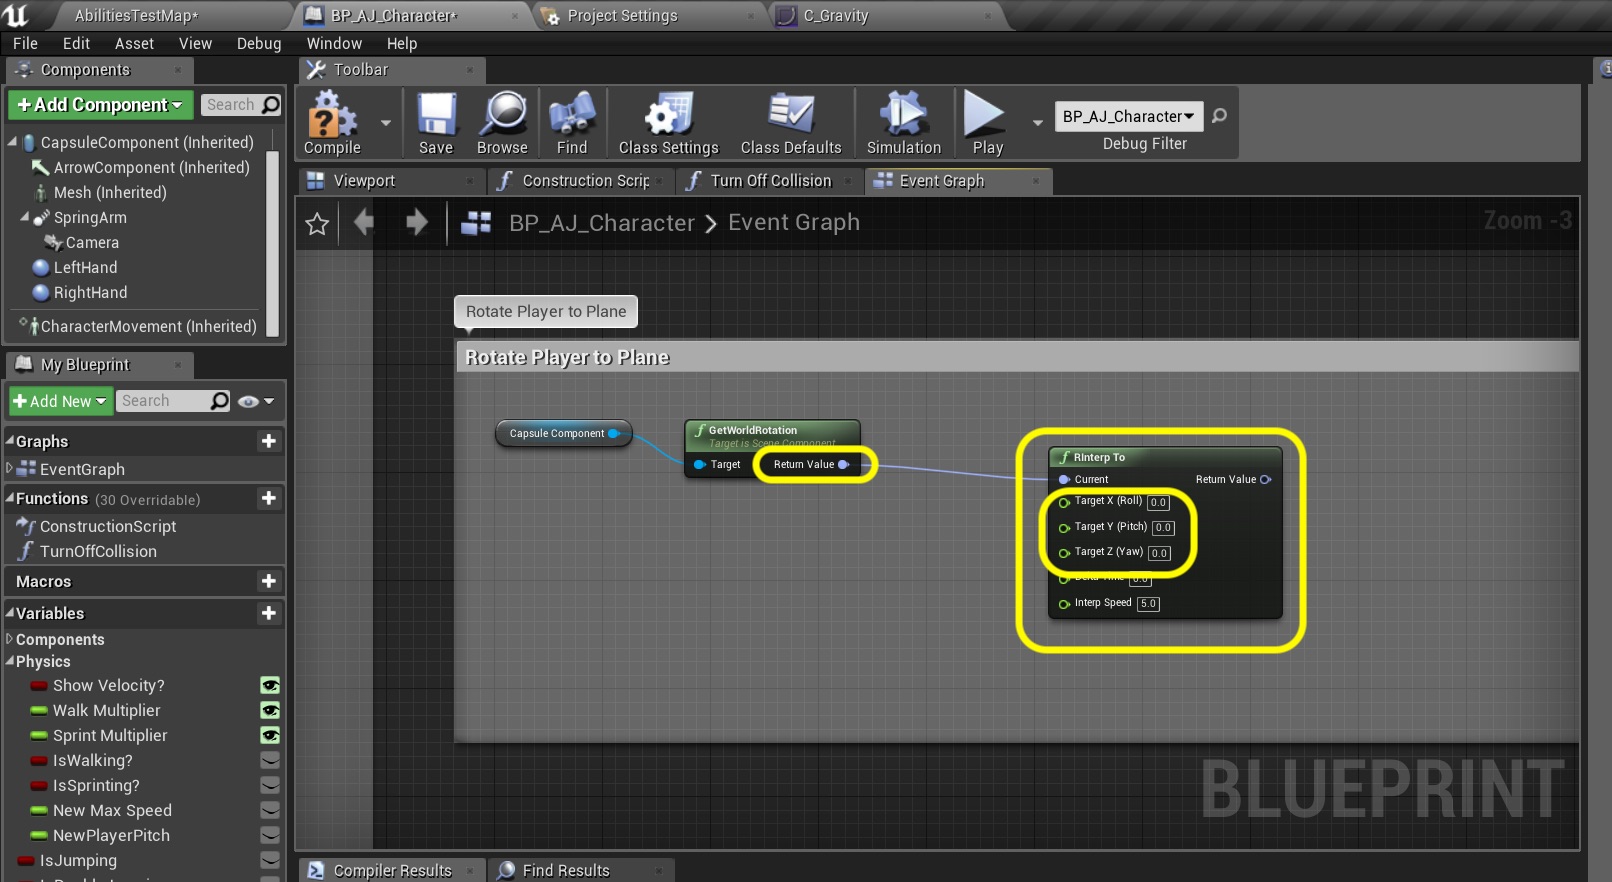 AbilitiesTestMap*
BP_AJ_Character*
Project Settings
C_Gravity
File Edit Asset View Debug Window Help
Components
Toolbar
+Add Component
Search
Compile
Save
Browse
Find
Class Settings
Class Defaults
Simulation
Play
BP_AJ_Character
Debug Filter
CapsuleComponent (Inherited)
ArrowComponent (Inherited)
Mesh (Inherited)
SpringArm
Camera
LeftHand
RightHand
CharacterMovement (Inherited)
Viewport
Construction Scrip
Turn Off Collision
Event Graph
BP_AJ_Character > Event Graph
Zoom -3
My Blueprint
+Add New
Search
Graphs
EventGraph
Functions (30 Overridable)
ConstructionScript
TurnOffCollision
Macros
Variables
Components
Physics
Show Velocity?
Walk Multiplier
Sprint Multiplier
IsWalking?
IsSprinting?
New Max Speed
NewPlayerPitch
IsJumping
Rotate Player to Plane
Rotate Player to Plane
Capsule Component
GetWorldRotation
Target is Scene Component
Target
Return Value
RInterp To
Current
Return Value
Target X (Roll) 0.0
Target Y (Pitch) 0.0
Target Z (Yaw) 0.0
Delta Time 0.0
Interp Speed 5.0
BLUEPRINT
Compiler Results
Find Results